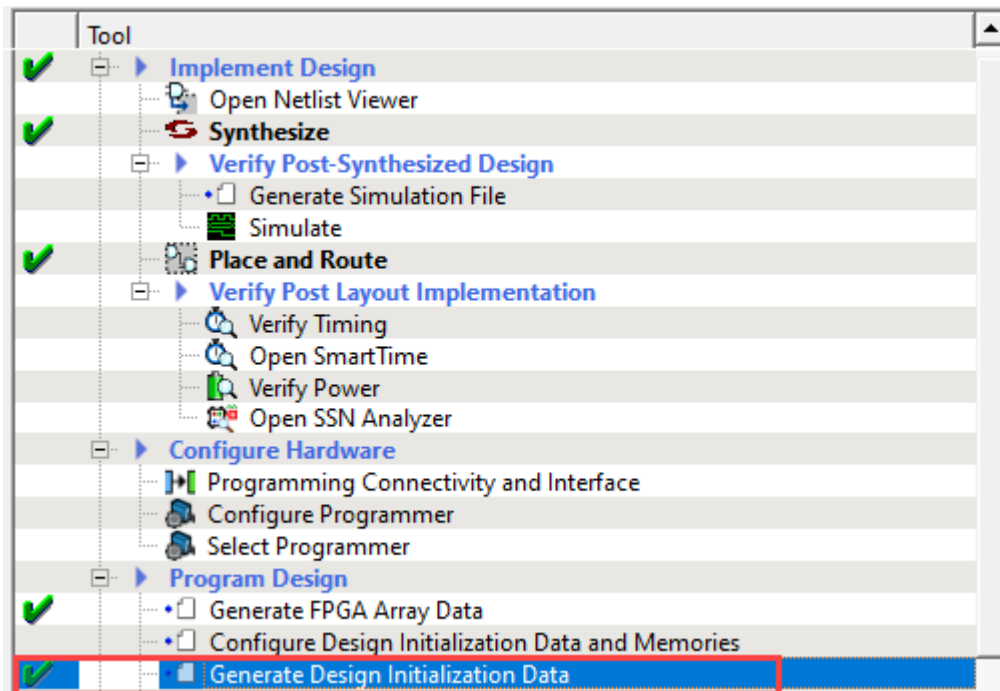 Tool
Implement Design
Open Netlist Viewer
Synthesize
Verify Post-Synthesized Design
Generate Simulation File
Simulate
Place and Route
Verify Post Layout Implementation
Verify Timing
Open SmartTime
Verify Power
Open SSN Analyzer
Configure Hardware
Programming Connectivity and Interface
Configure Programmer
Select Programmer
Program Design
Generate FPGA Array Data
Configure Design Initialization Data and Memories
Generate Design Initialization Data